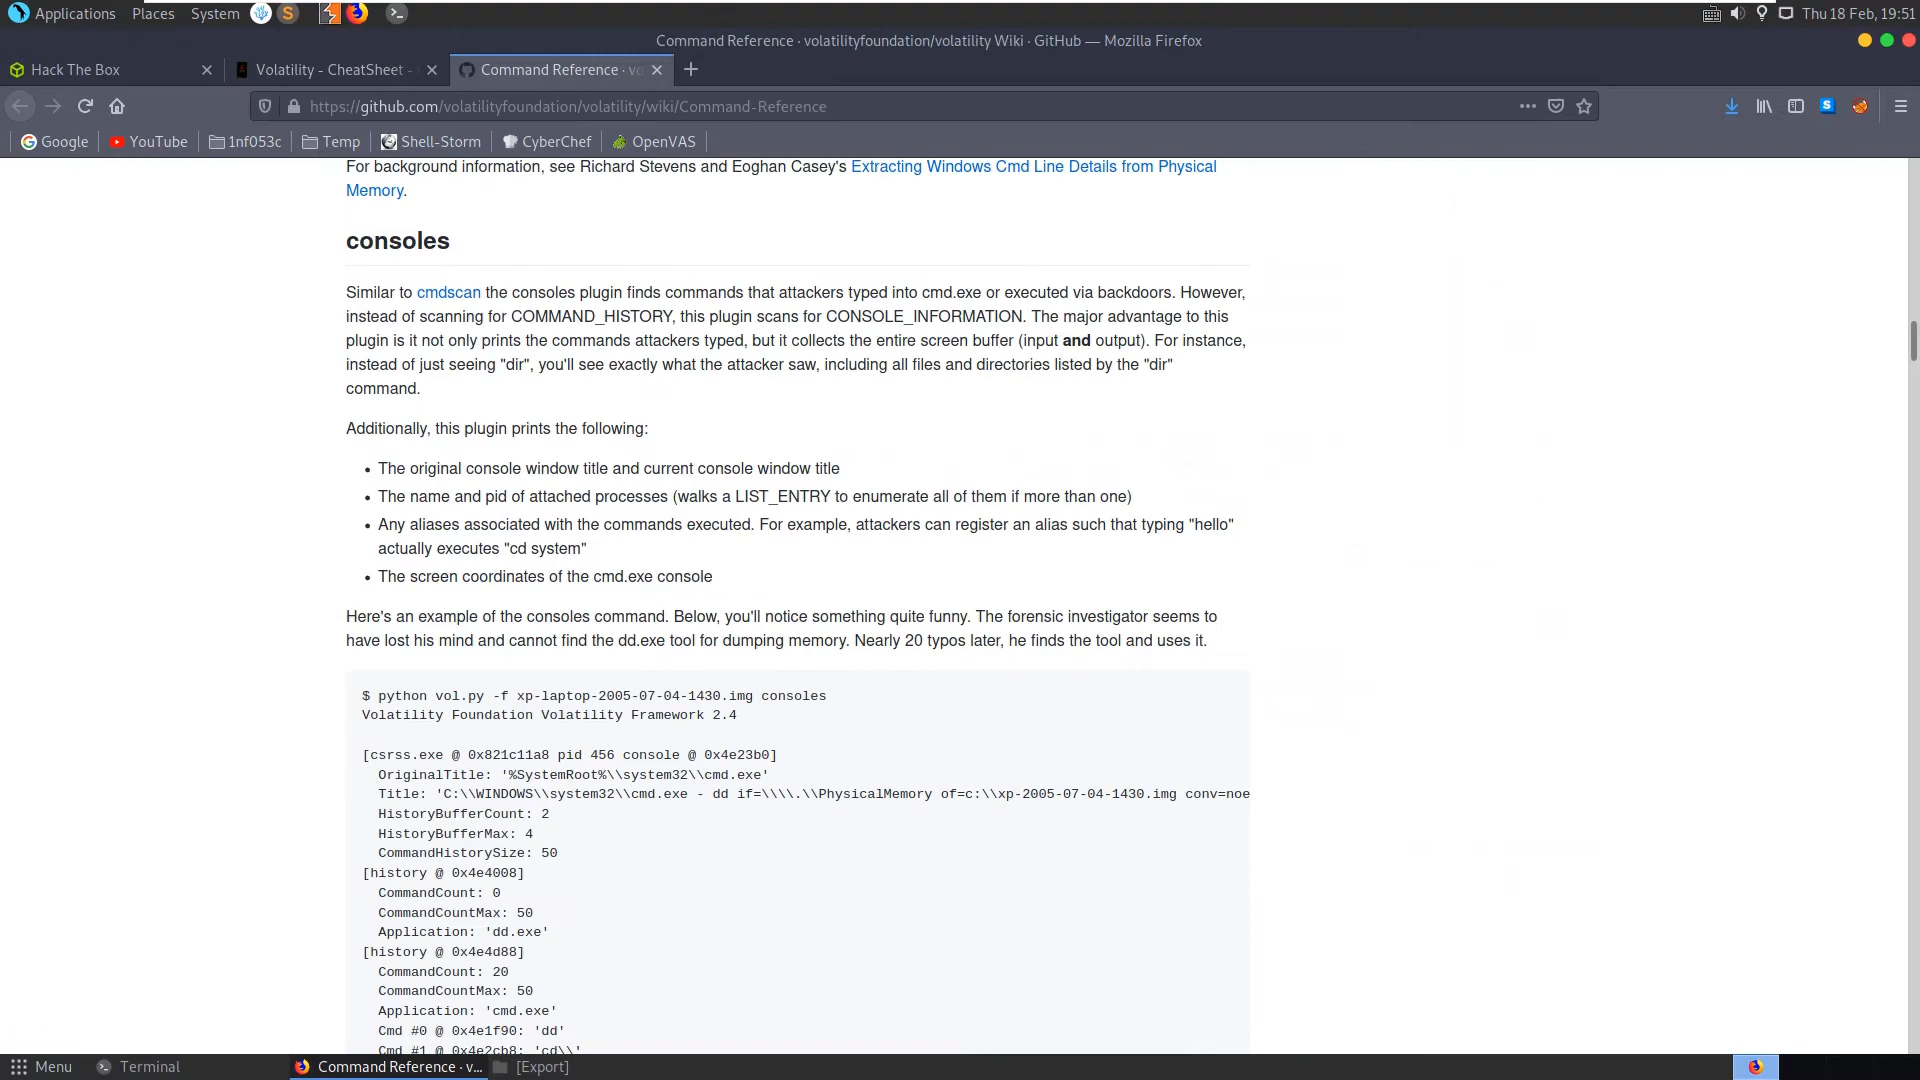 Applications Places System
Thu 18 Feb, 19:51
Command Reference · volatilityfoundation/volatility Wiki · GitHub — Mozilla Firefox
Hack The Box
Volatility - CheatSheet -
Command Reference · vo
https://github.com/volatilityfoundation/volatility/wiki/Command-Reference
Google YouTube 1nf053c Temp Shell-Storm CyberChef OpenVAS
For background information, see Richard Stevens and Eoghan Casey's Extracting Windows Cmd Line Details from Physical
Memory.
consoles
Similar to cmdscan the consoles plugin finds commands that attackers typed into cmd.exe or executed via backdoors. However,
instead of scanning for COMMAND_HISTORY, this plugin scans for CONSOLE_INFORMATION. The major advantage to this
plugin is it not only prints the commands attackers typed, but it collects the entire screen buffer (input and output). For instance,
instead of just seeing "dir", you'll see exactly what the attacker saw, including all files and directories listed by the "dir"
command.
Additionally, this plugin prints the following:
• The original console window title and current console window title
• The name and pid of attached processes (walks a LIST_ENTRY to enumerate all of them if more than one)
• Any aliases associated with the commands executed. For example, attackers can register an alias such that typing "hello"
actually executes "cd system"
• The screen coordinates of the cmd.exe console
Here's an example of the consoles command. Below, you'll notice something quite funny. The forensic investigator seems to
have lost his mind and cannot find the dd.exe tool for dumping memory. Nearly 20 typos later, he finds the tool and uses it.
$ python vol.py -f xp-laptop-2005-07-04-1430.img consoles
Volatility Foundation Volatility Framework 2.4
[csrss.exe @ 0x821c11a8 pid 456 console @ 0x4e23b0]
OriginalTitle: '%SystemRoot%\\system32\\cmd.exe'
Title: 'C:\\WINDOWS\\system32\\cmd.exe - dd if=\\\\.\\PhysicalMemory of=c:\\xp-2005-07-04-1430.img conv=noe
HistoryBufferCount: 2
HistoryBufferMax: 4
CommandHistorySize: 50
[history @ 0x4e4008]
CommandCount: 0
CommandCountMax: 50
Application: 'dd.exe'
[history @ 0x4e4d88]
CommandCount: 20
CommandCountMax: 50
Application: 'cmd.exe'
Cmd #0 @ 0x4e1f90: 'dd'
Cmd #1 @ 0x4e2cb8: 'cd\\'
Menu Terminal Command Reference · v... [Export]